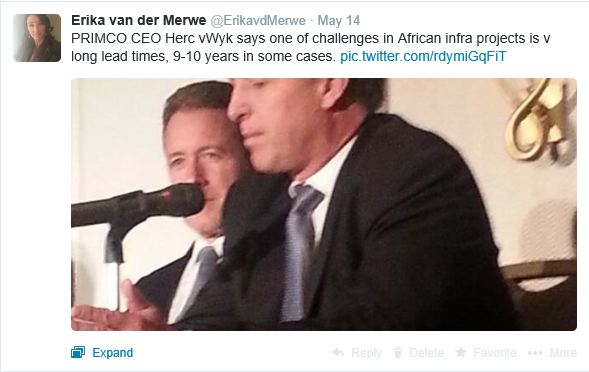 Erika van der Merwe @ErikavdMerwe · May 14
PRIMCO CEO Herc vWyk says one of challenges in African infra projects is v
long lead times, 9-10 years in some cases. pic.twitter.com/rdymiGqFiT
Expand Reply Delete Favorite More